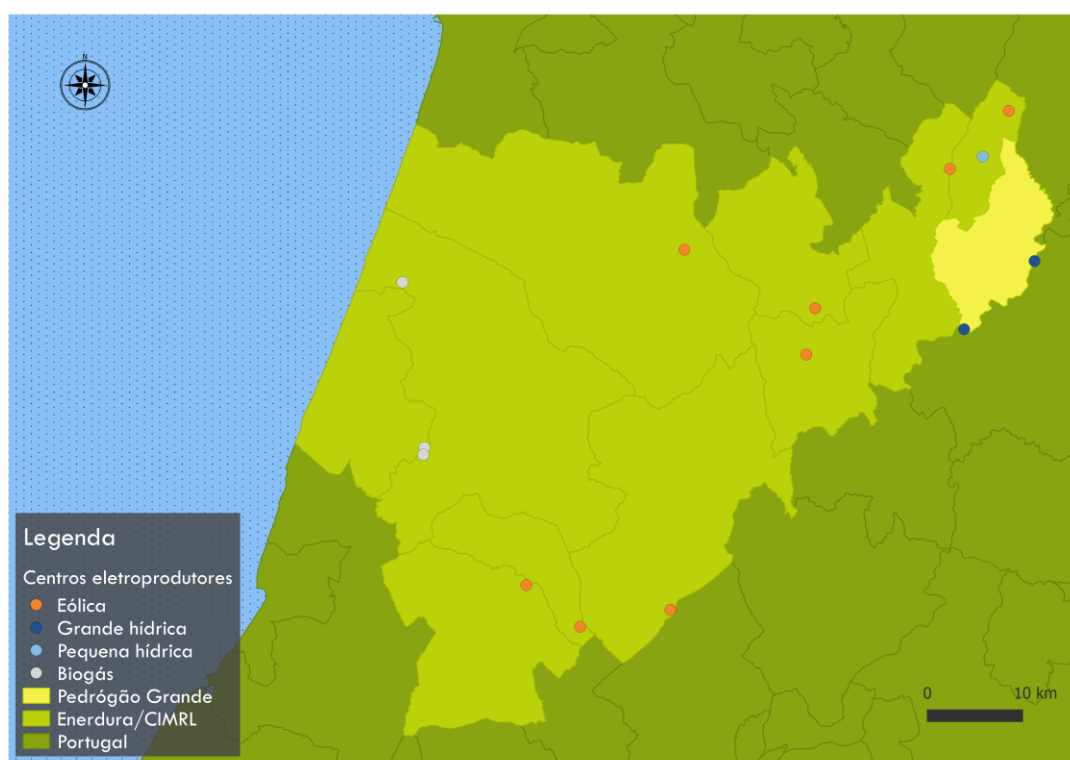 N
Legenda
Centros eletroprodutores
Eólica
Grande hídrica
Pequena hídrica
Biogás
Pedrógão Grande
Enerdura/CIMRL
Portugal
0 10 km